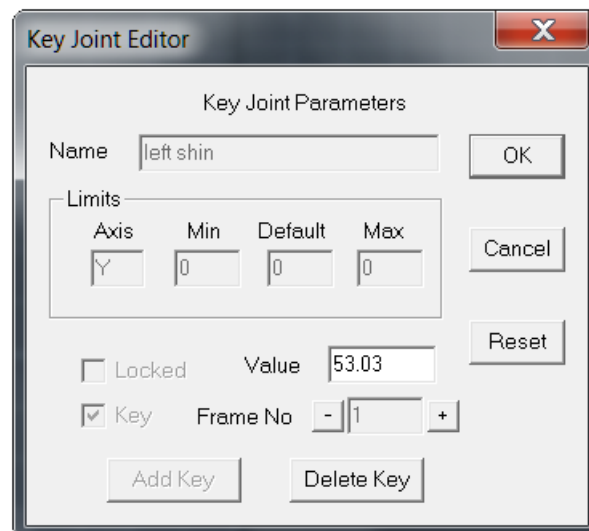 Key Joint Editor X
Key Joint Parameters
Name left shin OK
Limits
Axis Min Default Max
Y 0 0 0
Cancel
Reset
Locked Value 53.03
Key Frame No - 1 +
Add Key Delete Key